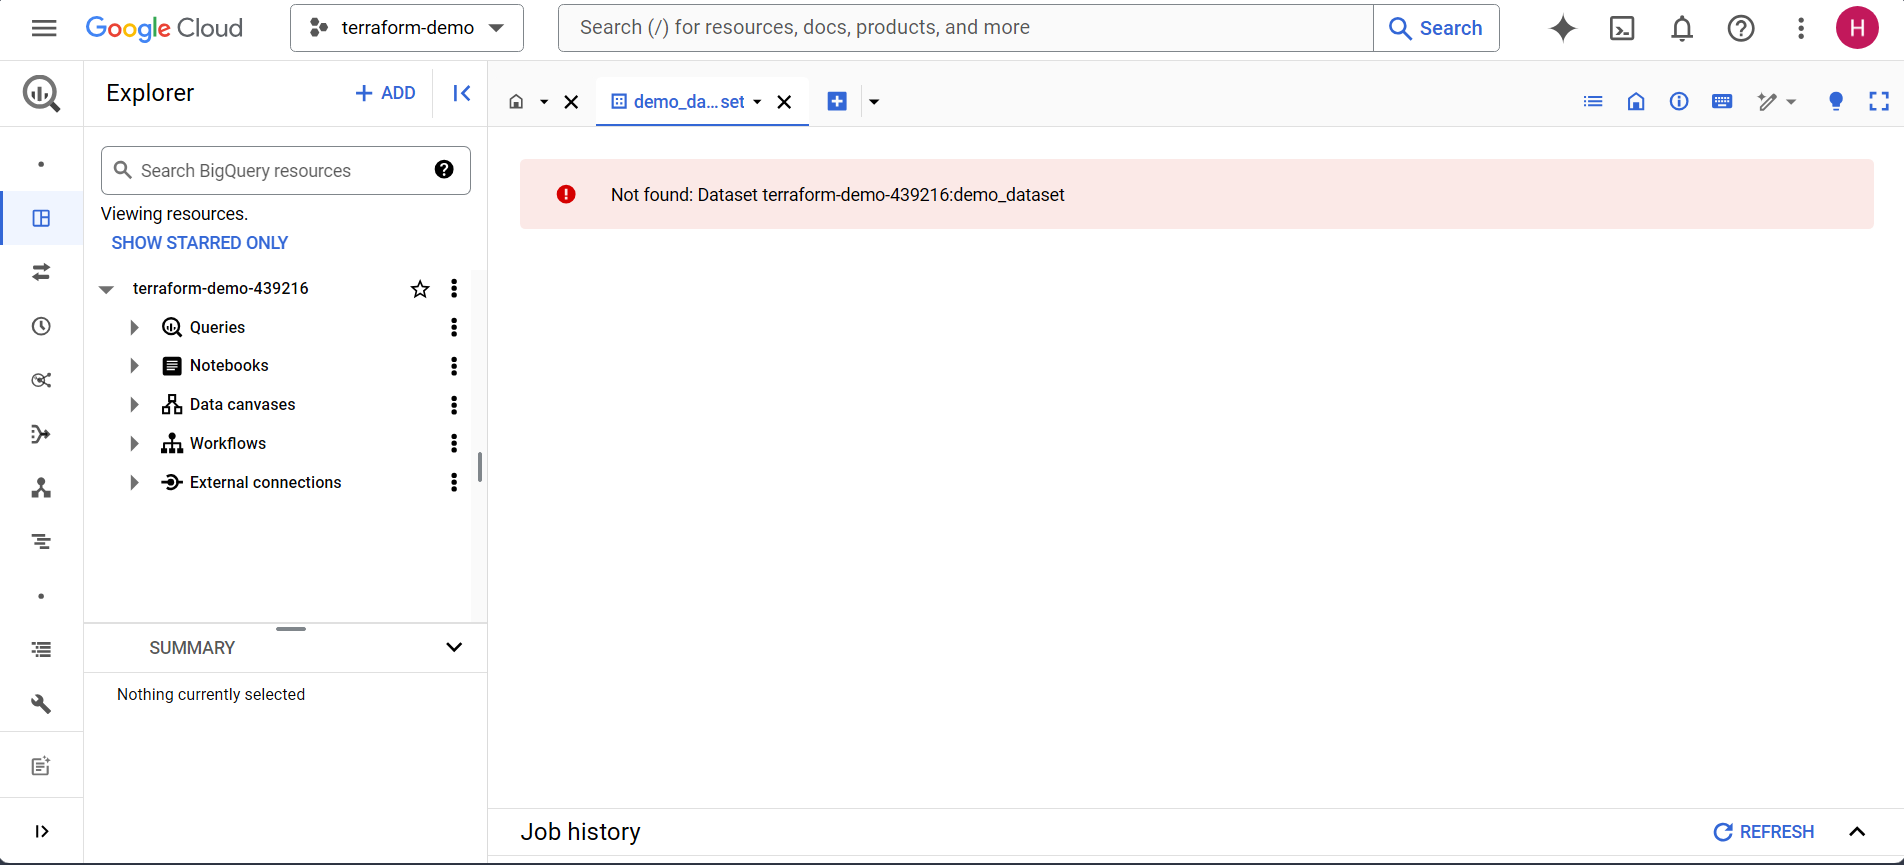 Google Cloud
terraform-demo
Search (/) for resources, docs, products, and more
Search
H
Explorer
ADD
demo_da...set
Search BigQuery resources
Viewing resources.
SHOW STARRED ONLY
Not found: Dataset terraform-demo-439216:demo_dataset
terraform-demo-439216
Queries
Notebooks
Data canvases
Workflows
External connections
SUMMARY
Nothing currently selected
Job history
REFRESH